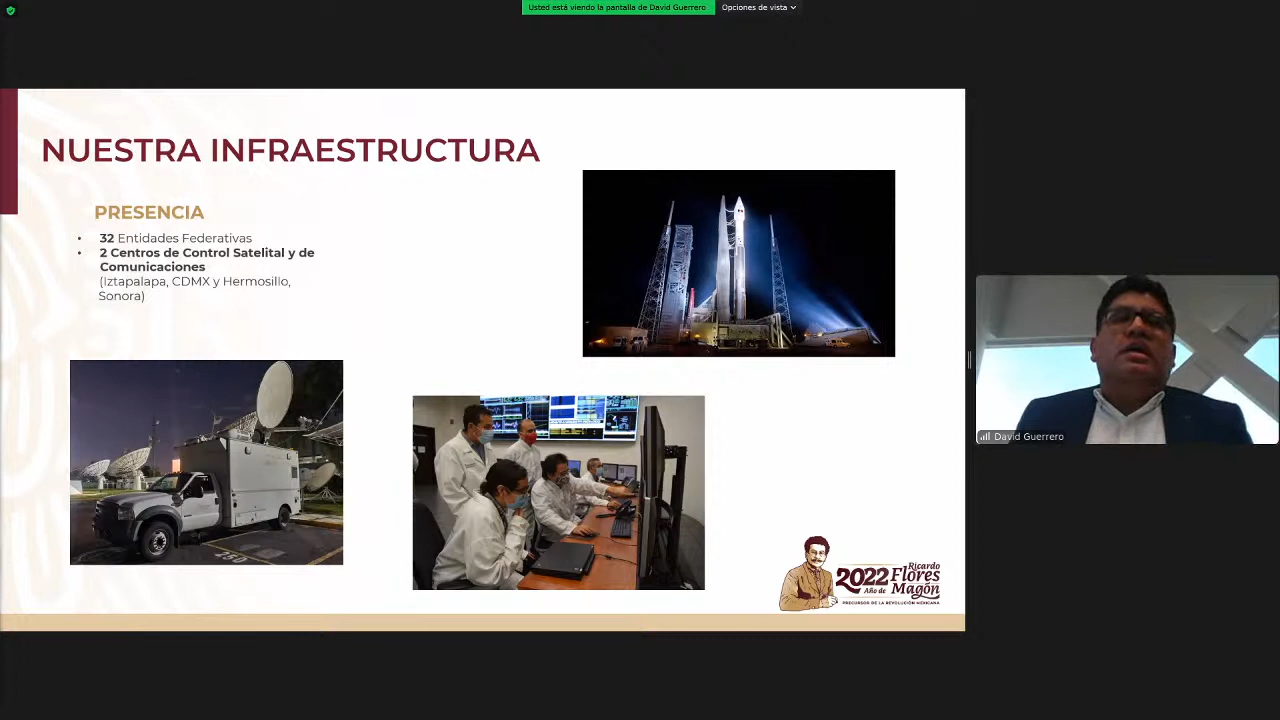 Usted está viendo la pantalla de David Guerrero
Opciones de vista
NUESTRA INFRAESTRUCTURA
PRESENCIA
• 32 Entidades Federativas
• 2 Centros de Control Satelital y de
Comunicaciones
(Iztapalapa, CDMX y Hermosillo,
Sonora)
250
2022 Ricardo
Año de Flores
Magón
PRECURSOR DE LA REVOLUCIÓN MEXICANA
David Guerrero